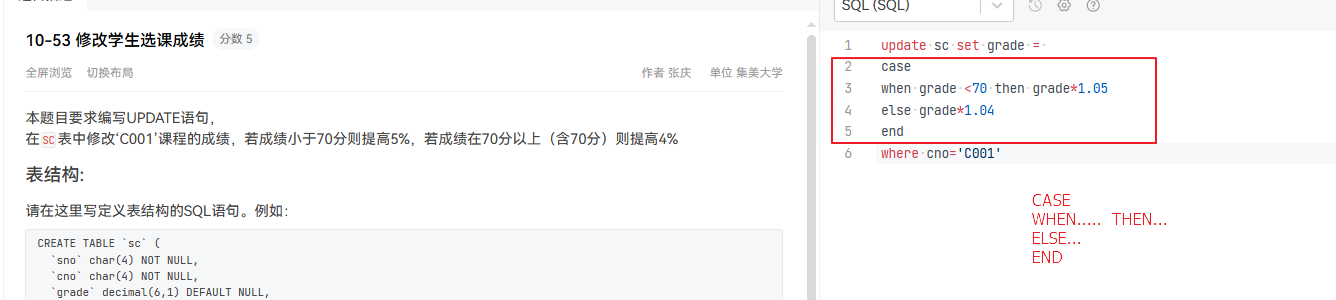 SQL (SQL)
10-53 修改学生选课成绩 分数 5
全屏浏览 切换布局 作者 张庆 单位 集美大学
本题目要求编写UPDATE语句，
在SC表中修改‘C001’课程的成绩，若成绩小于70分则提高5%，若成绩在70分以上（含70分）则提高4%
表结构:
请在这里写定义表结构的SQL语句。例如：
CREATE TABLE `sc` (
`sno` char(4) NOT NULL,
`cno` char(4) NOT NULL,
`grade` decimal(6,1) DEFAULT NULL,
1 update sc set grade =
2 case
3 when grade <70 then grade*1.05
4 else grade*1.04
5 end
6 where cno='C001'
CASE
WHEN..... THEN...
ELSE...
END